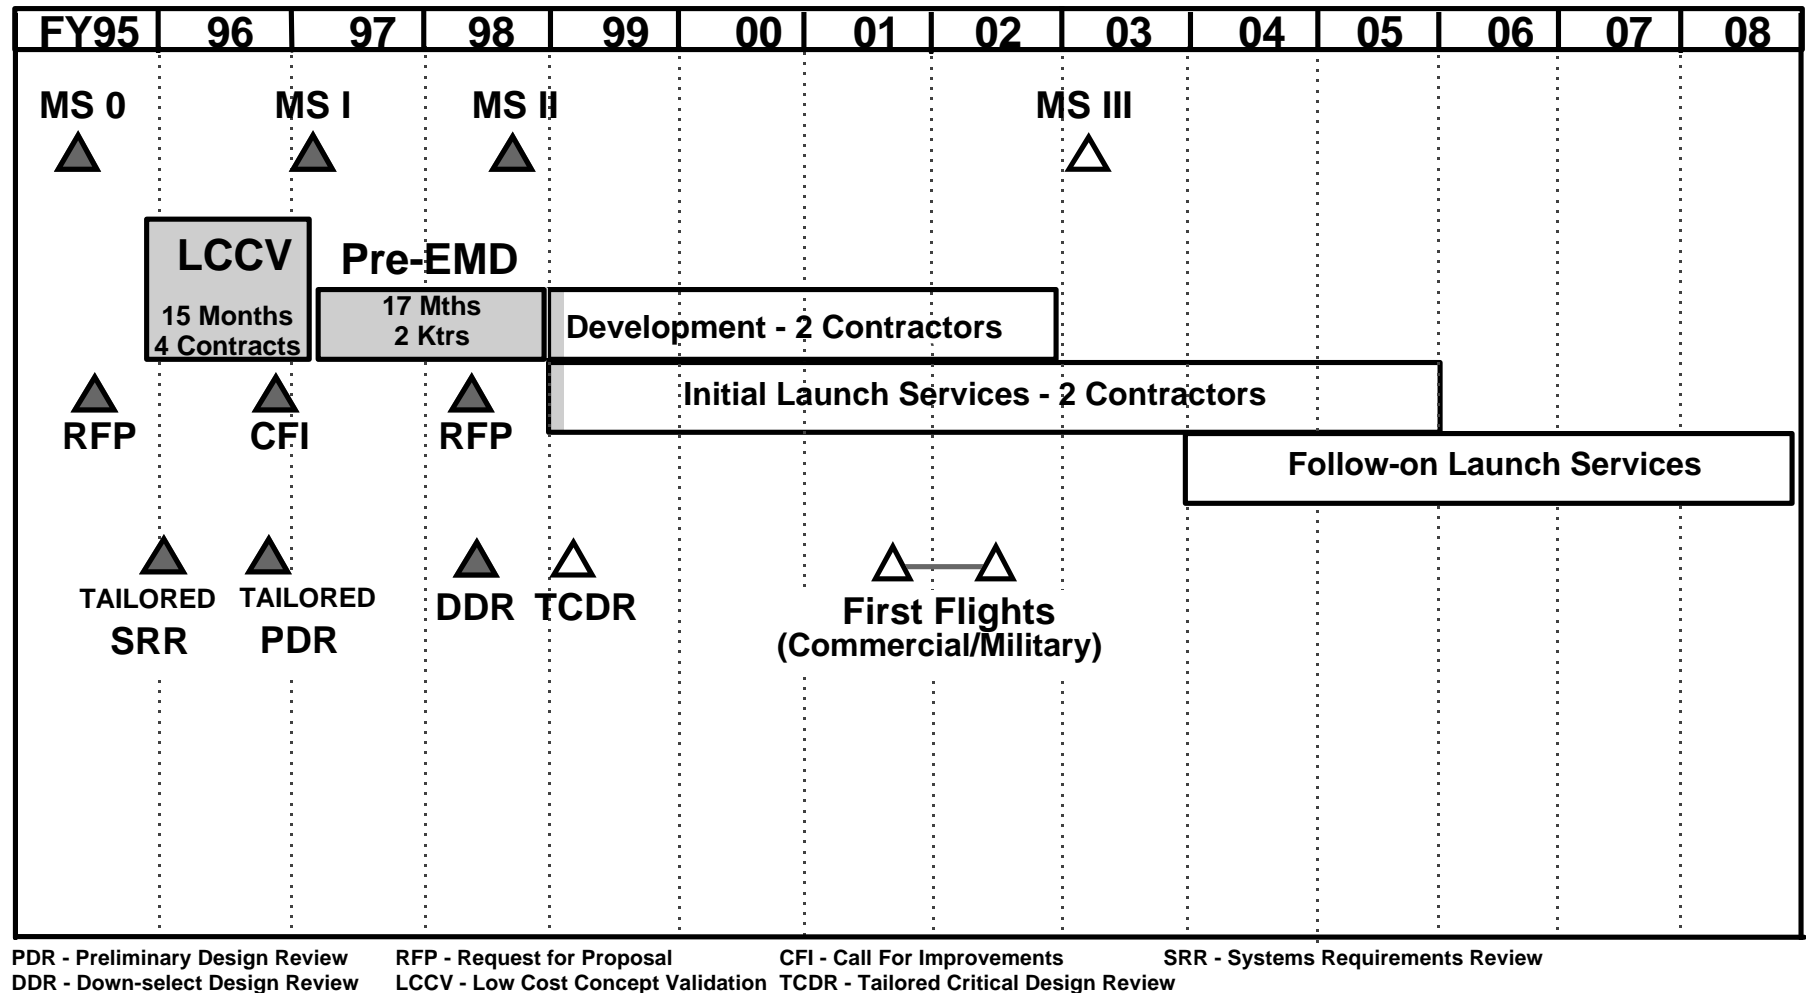 FY95 96 97 98 99 00 01 02 03 04 05 06 07 08
MS 0 MS I MS II MS III
LCCV
15 Months
4 Contracts
Pre-EMD
17 Mths
2 Ktrs
Development - 2 Contractors
Initial Launch Services - 2 Contractors
Follow-on Launch Services
RFP CFI RFP
TAILORED
SRR
TAILORED
PDR
DDR TCDR
First Flights
(Commercial/Military)
PDR - Preliminary Design Review RFP - Request for Proposal CFI - Call For Improvements SRR - Systems Requirements Review
DDR - Down-select Design Review LCCV - Low Cost Concept Validation TCDR - Tailored Critical Design Review